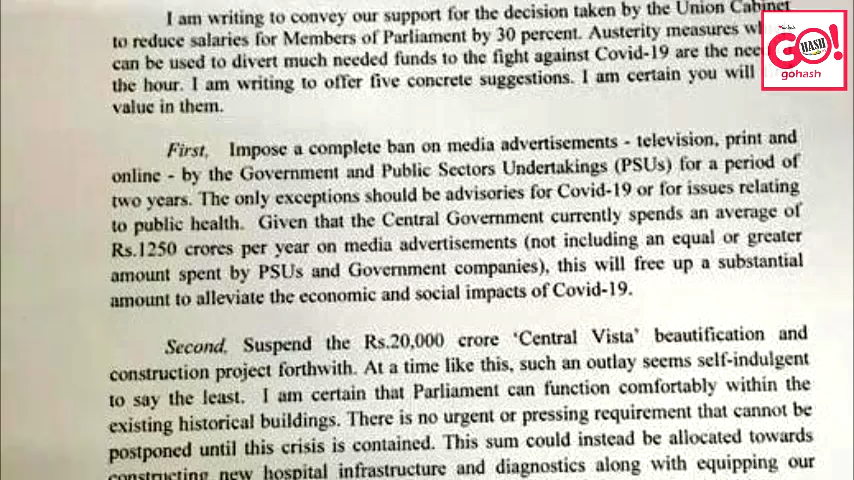 I am writing to convey our support for the decision taken by the Union Cabinet
to reduce salaries for Members of Parliament by 30 percent. Austerity measures
can be used to divert much needed funds to the fight against Covid-19 are the
the hour. I am writing to offer five concrete suggestions. I am certain you will
value in them.
First, Impose a complete ban on media advertisements - television, print and
online - by the Government and Public Sectors Undertakings (PSUs) for a period of
two years. The only exceptions should be advisories for Covid-19 or for issues relating
to public health. Given that the Central Government currently spends an average of
Rs.1250 crores per year on media advertisements (not including an equal or greater
amount spent by PSUs and Government companies), this will free up a substantial
amount to alleviate the economic and social impacts of Covid-19.
Second, Suspend the Rs.20,000 crore ‘Central Vista’ beautification and
construction project forthwith. At a time like this, such an outlay seems self-indulgent
to say the least. I am certain that Parliament can function comfortably within the
existing historical buildings. There is no urgent or pressing requirement that cannot be
postponed until this crisis is contained. This sum could instead be allocated towards
constructing new hospital infrastructure and diagnostics along with equipping our
GO!
HASH
gohash